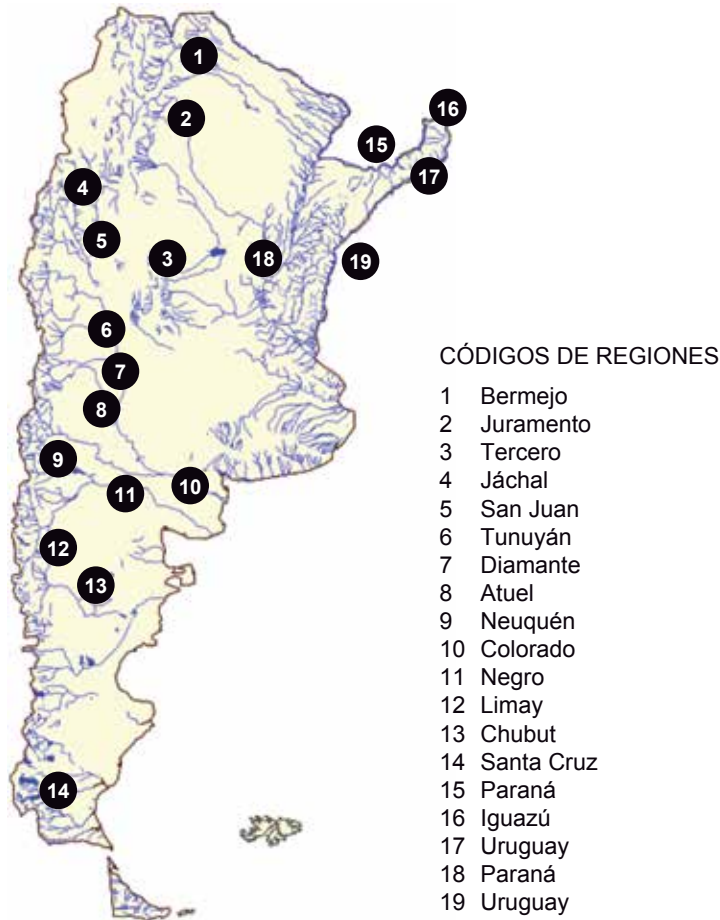 1
16
2
15
17
4
5
3
18
19
6
7
8
9
10
11
12
13
14
CÓDIGOS DE REGIONES
1 Bermejo
2 Juramento
3 Tercero
4 Jáchal
5 San Juan
6 Tunuyán
7 Diamante
8 Atuel
9 Neuquén
10 Colorado
11 Negro
12 Limay
13 Chubut
14 Santa Cruz
15 Paraná
16 Iguazú
17 Uruguay
18 Paraná
19 Uruguay